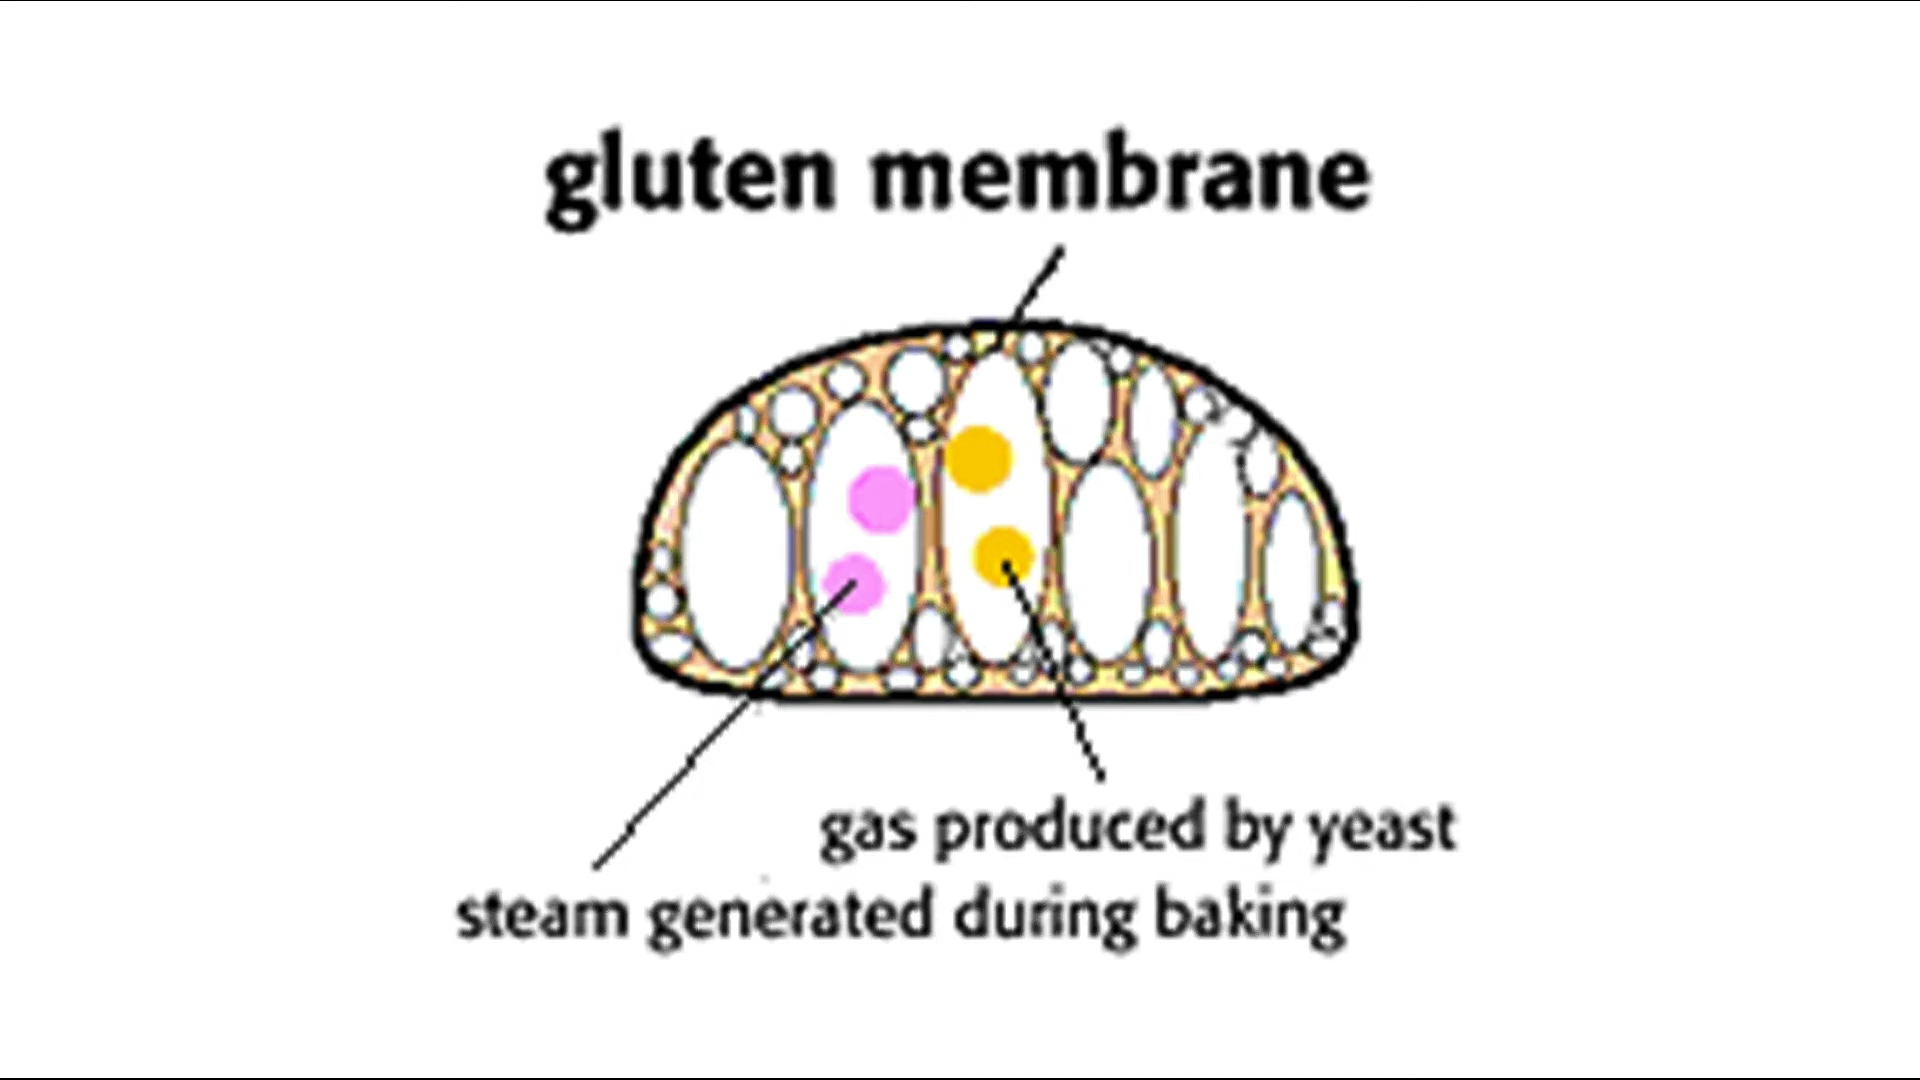 gluten membrane
gas produced by yeast
steam generated during baking